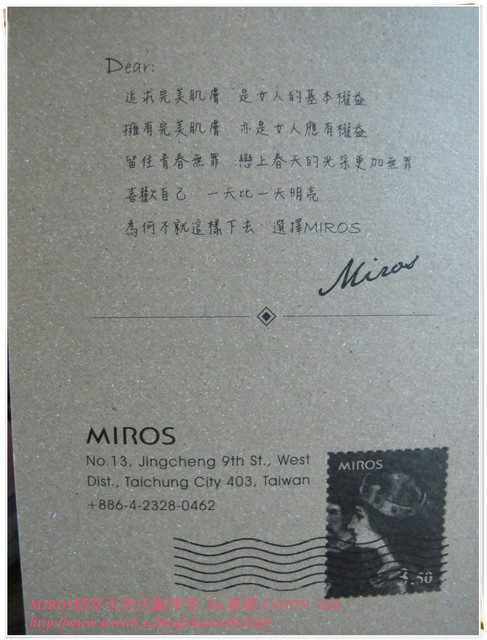 Dear:
追求完美肌膚 是女人的基本權益
擁有完美肌膚 亦是女人應有權益
留住青春無罪 戀上春天的光采更加無罪
喜歡自己 一天比一天明亮
為何不就這樣下去 選擇MIROS
Miros
MIROS
No.13, Jingcheng 9th St., West
Dist., Taichung City 403, Taiwan
+886-4-2328-0462
MIROS
3.50